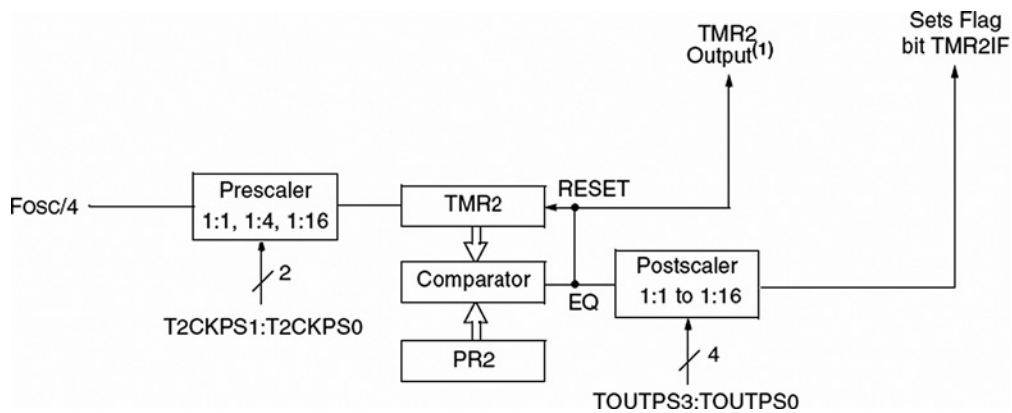 TMR2
Output(1)
Sets Flag
bit TMR2IF
FOSC/4
Prescaler
1:1, 1:4, 1:16
2
T2CKPS1:T2CKPS0
TMR2
RESET
Comparator
EQ
PR2
Postscaler
1:1 to 1:16
4
TOUTPS3:TOUTPS0